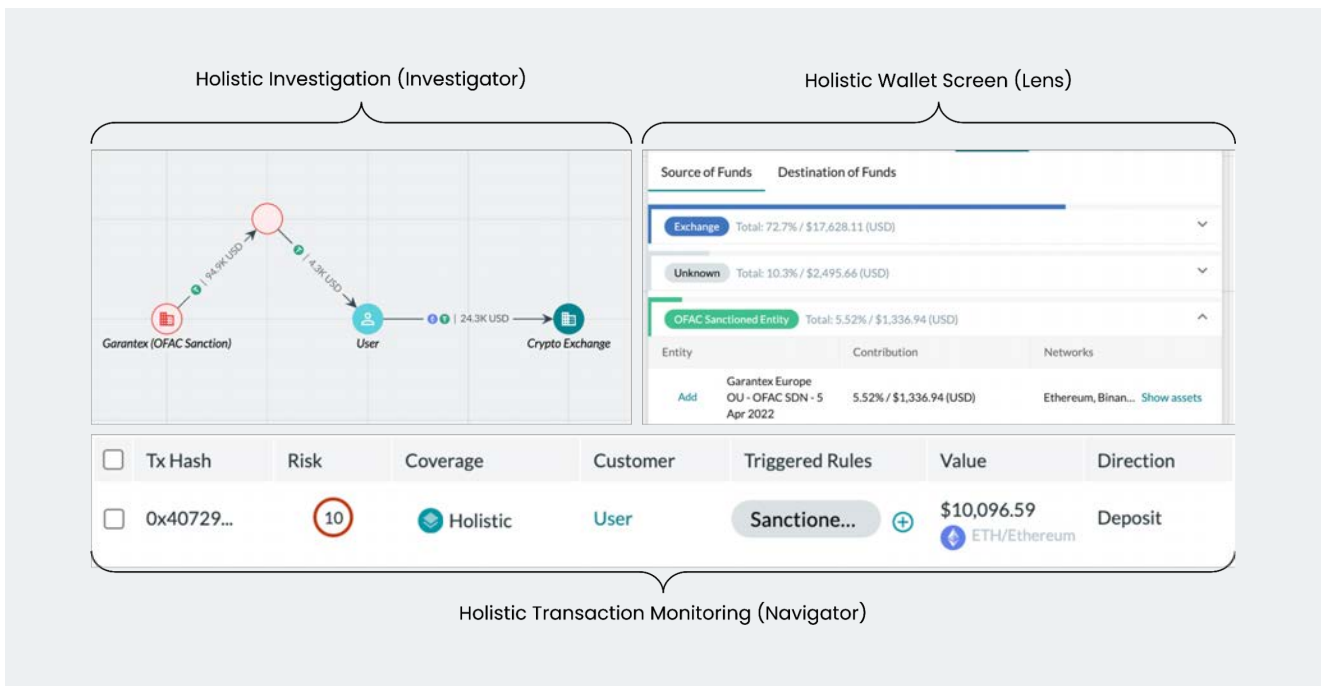 Holistic Investigation (Investigator)
Holistic Wallet Screen (Lens)
94.9K USD
4.3K USD
24.3K USD
Garantex (OFAC Sanction)
User
Crypto Exchange
Source of Funds Destination of Funds
Exchange Total: 72.7% / $17,628.11 (USD)
Unknown Total: 10.3% / $2,495.66 (USD)
OFAC Sanctioned Entity Total: 5.52% / $1,336.94 (USD)
Entity Contribution Networks
Add Garantex Europe
OU - OFAC SDN - 5 5.52% / $1,336.94 (USD) Ethereum, Binan... Show assets
Apr 2022
Tx Hash Risk Coverage Customer Triggered Rules Value Direction
0x40729... 10 Holistic User Sanctione... $10,096.59 Deposit
ETH/Ethereum
Holistic Transaction Monitoring (Navigator)